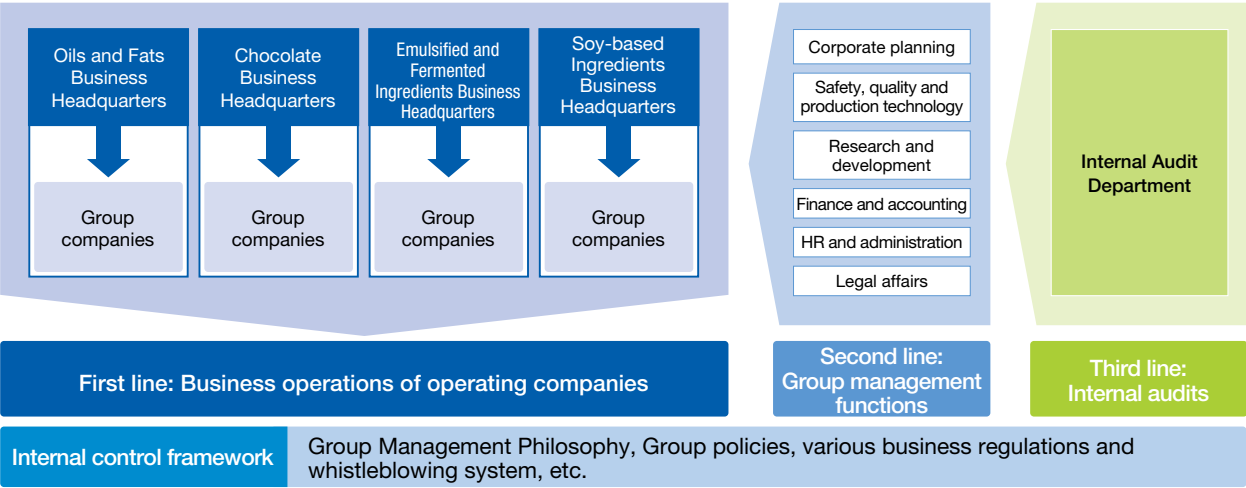 Oils and Fats
Business
Headquarters
Group
companies
Chocolate
Business
Headquarters
Group
companies
Emulsified and
Fermented
Ingredients Business
Headquarters
Group
companies
Soy-based
Ingredients
Business
Headquarters
Group
companies
First line: Business operations of operating companies
Corporate planning
Safety, quality and
production technology
Research and
development
Finance and accounting
HR and administration
Legal affairs
Second line:
Group management
functions
Internal Audit
Department
Third line:
Internal audits
Internal control framework
Group Management Philosophy, Group policies, various business regulations and
whistleblowing system, etc.